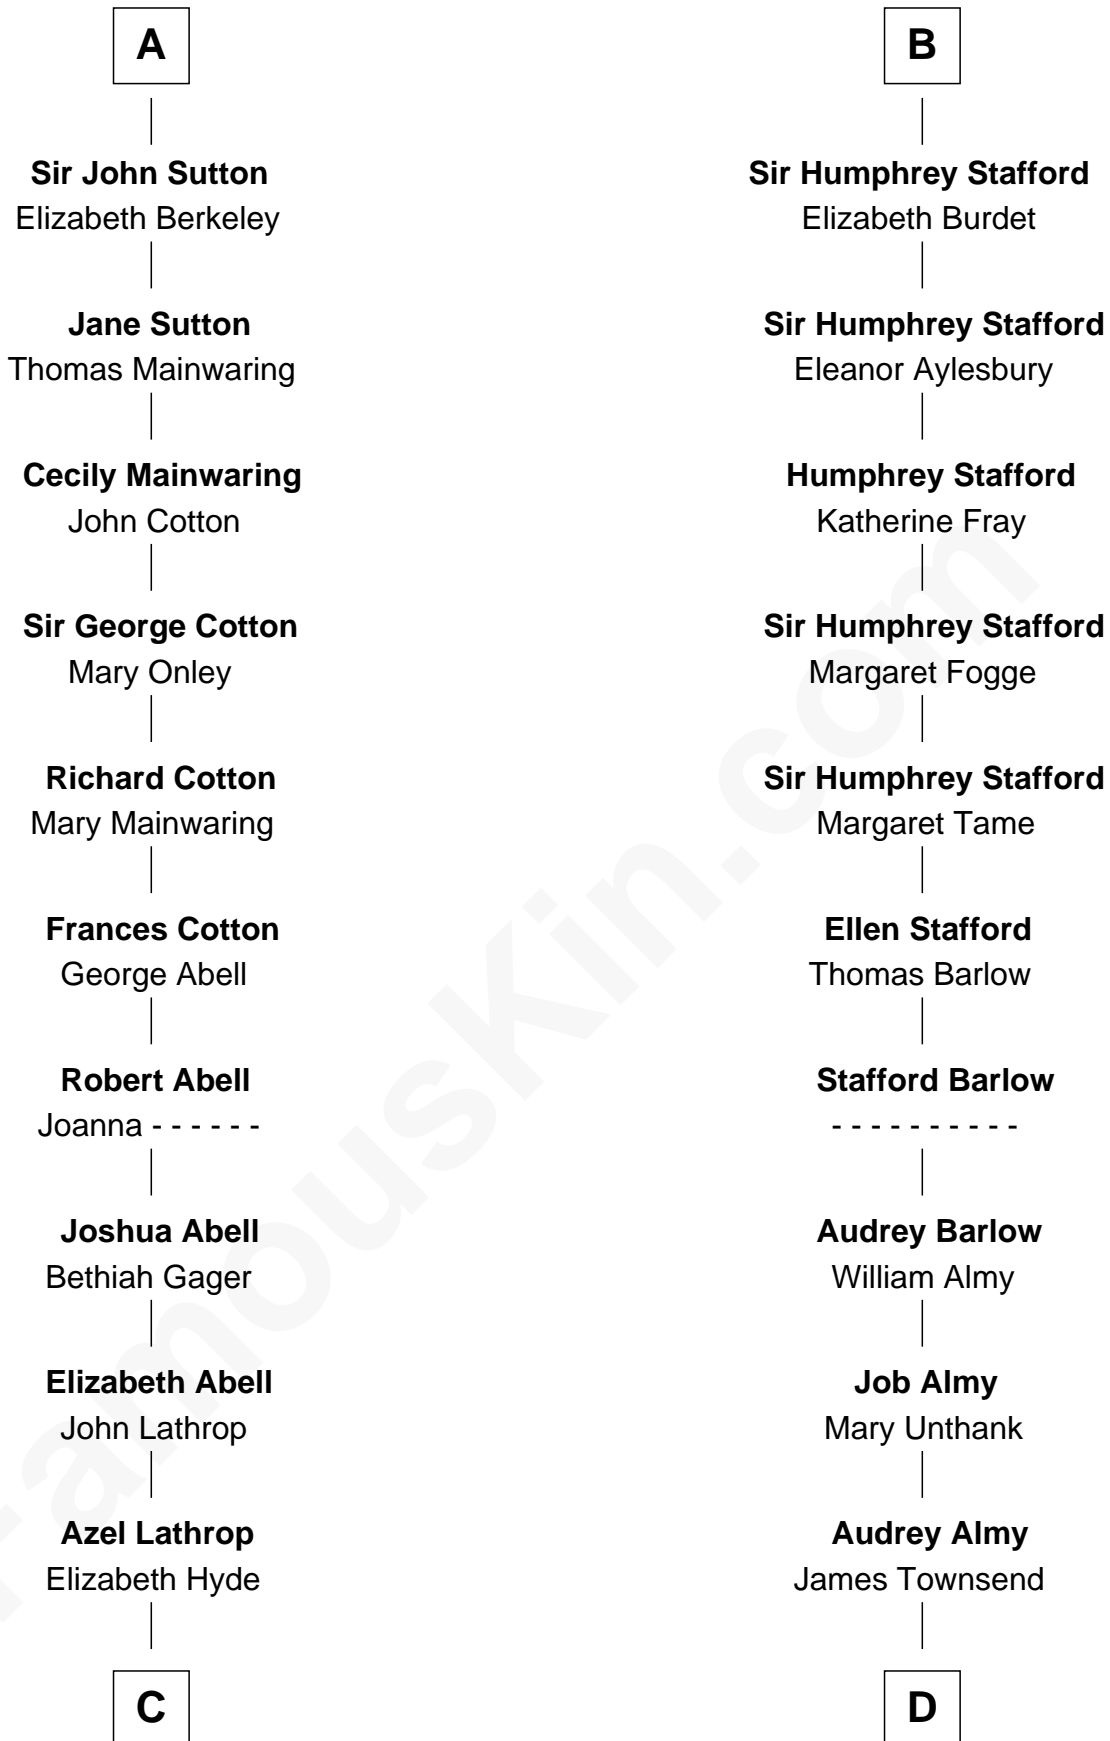 A
Sir John Sutton
Elizabeth Berkeley
Jane Sutton
Thomas Mainwaring
Cecily Mainwaring
John Cotton
Sir George Cotton
Mary Onley
Richard Cotton
Mary Mainwaring
Frances Cotton
George Abell
Robert Abell
Joanna - - - - - -
Joshua Abell
Bethiah Gager
Elizabeth Abell
John Lathrop
Azel Lathrop
Elizabeth Hyde
C
B
Sir Humphrey Stafford
Elizabeth Burdet
Sir Humphrey Stafford
Eleanor Aylesbury
Humphrey Stafford
Katherine Fray
Sir Humphrey Stafford
Margaret Fogge
Sir Humphrey Stafford
Margaret Tame
Ellen Stafford
Thomas Barlow
Stafford Barlow
- - - - - - - - - -
Audrey Barlow
William Almy
Job Almy
Mary Unthank
Audrey Almy
James Townsend
D
FamousKin.com